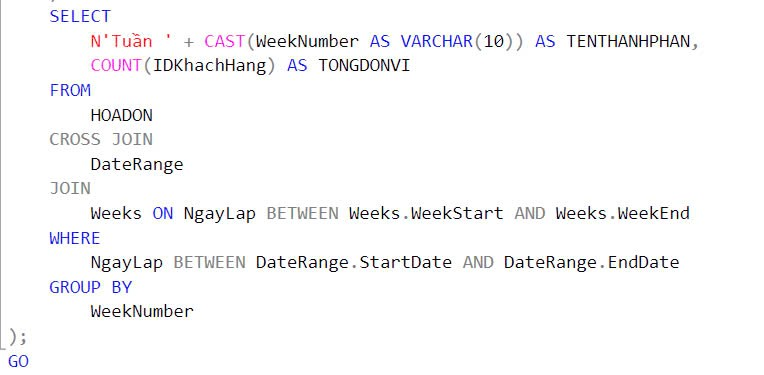 SELECT
N'Tuần ' + CAST(WeekNumber AS VARCHAR(10)) AS TENTHANHPHAN,
COUNT(IDKhachHang) AS TONGDONVI
FROM
HOADON
CROSS JOIN
DateRange
JOIN
Weeks ON NgayLap BETWEEN Weeks.WeekStart AND Weeks.WeekEnd
WHERE
NgayLap BETWEEN DateRange.StartDate AND DateRange.EndDate
GROUP BY
WeekNumber
);
GO